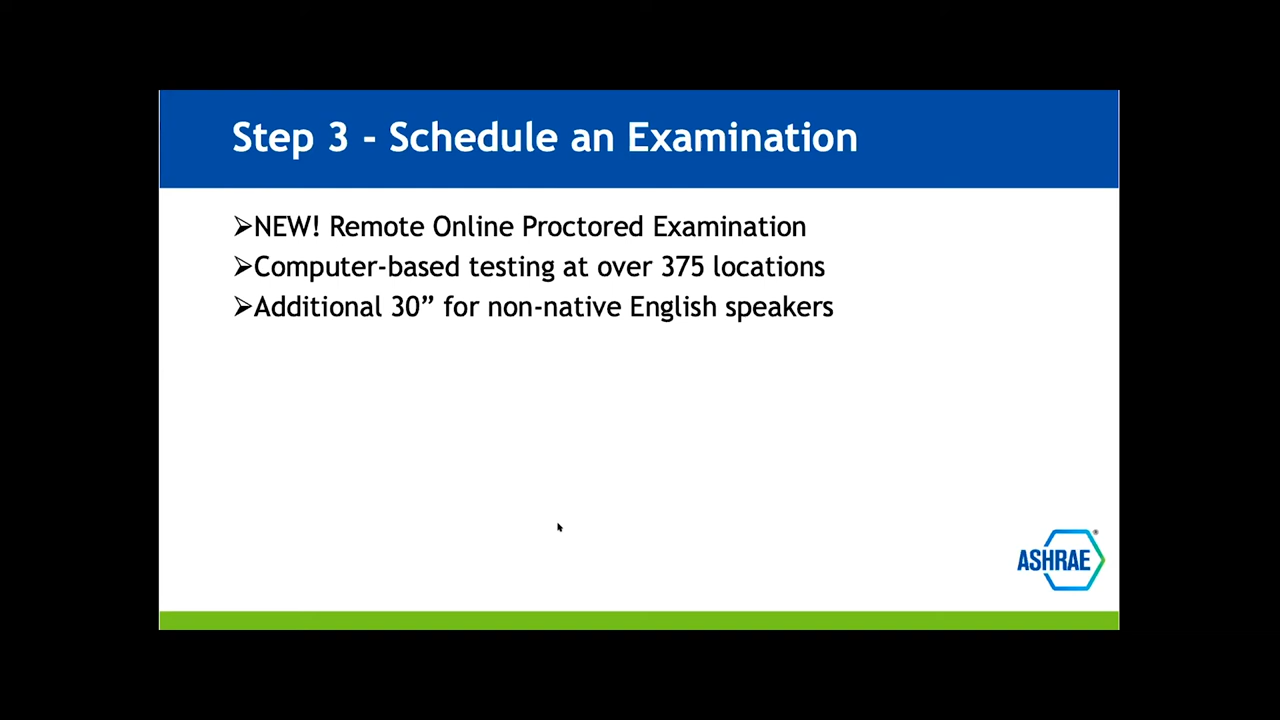 Step 3 - Schedule an Examination
➢NEW! Remote Online Proctored Examination
➢Computer-based testing at over 375 locations
➢Additional 30” for non-native English speakers
ASHRAE®